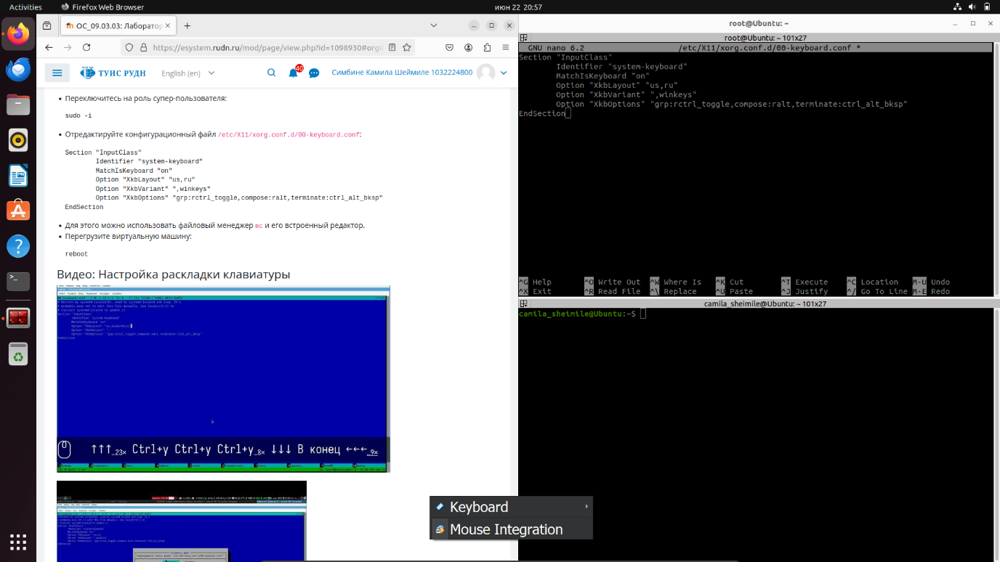 Activities
Firefox Web Browser
июн 22 20:57
ОС_09.03.03: Лаборатор
https://esystem.rudn.ru/mod/page/view.php?id=1098930#org0
ТУИС РУДН
English (en)
40
Симбине Камила Шеймиле 1032224800
Переключитесь на роль супер-пользователя:
sudo -i
Отредактируйте конфигурационный файл /etc/X11/xorg.conf.d/00-keyboard.conf:
Section "InputClass"
Identifier "system-keyboard"
MatchIsKeyboard "on"
Option "XkbLayout" "us,ru"
Option "XkbVariant" ",winkeys"
Option "XkbOptions" "grp:rctrl_toggle,compose:ralt,terminate:ctrl_alt_bksp"
EndSection
Для этого можно использовать файловый менеджер mc и его встроенный редактор.
Перегрузите виртуальную машину:
reboot
Видео: Настройка раскладки клавиатуры
↑↑↑…23× Ctrl+y Ctrl+y Ctrl+y…8× ↓↓↓ В конец ←←←…9×
root@Ubuntu: ~
root@Ubuntu: ~ 101x27
GNU nano 6.2 /etc/X11/xorg.conf.d/00-keyboard.conf *
Section "InputClass"
Identifier "system-keyboard"
MatchIsKeyboard "on"
Option "XkbLayout" "us,ru"
Option "XkbVariant" ",winkeys"
Option "XkbOptions" "grp:rctrl_toggle,compose:ralt,terminate:ctrl_alt_bksp"
EndSection
^G Help ^O Write Out ^W Where Is ^K Cut ^T Execute ^C Location M-U Undo
^X Exit ^R Read File ^\ Replace ^U Paste ^J Justify ^/ Go To Line M-E Redo
camila_sheimile@Ubuntu: ~ 101x27
camila_sheimile@Ubuntu:~$
Keyboard
Mouse Integration